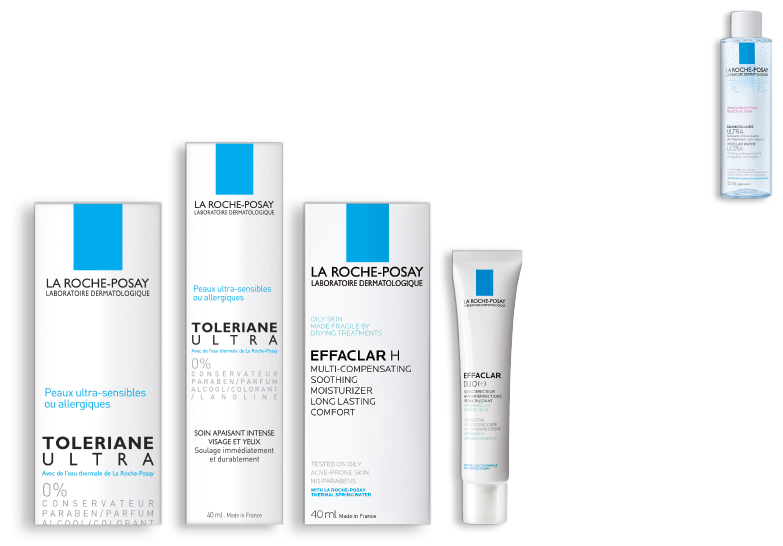 LA ROCHE-POSAY
LABORATOIRE DERMATOLOGIQUE
Peaux ultra-sensibles
ou allergiques
TOLERIANE
ULTRA
Avec de l'eau thermale de La Roche-Posay
0%
CONSERVATEUR
PARABEN/PARFUM
ALCOOL/COLORANT
LA ROCHE-POSAY
LABORATOIRE DERMATOLOGIQUE
Peaux ultra-sensibles
ou allergiques
TOLERIANE
ULTRA
Avec de l'eau thermale de La Roche-Posay
0%
CONSERVATEUR
PARABEN/PARFUM
ALCOOL/COLORANT
/LANOLINE
SOIN APAISANT INTENSE
VISAGE ET YEUX
Soulage immédiatement
et durablement
40 ml . Made in France
LA ROCHE-POSAY
LABORATOIRE DERMATOLOGIQUE
OILY SKIN
MADE FRAGILE BY
DRYING TREATMENTS
EFFACLAR H
MULTI-COMPENSATING
SOOTHING
MOISTURIZER
LONG LASTING
COMFORT
TESTED ON OILY
ACNE-PRONE SKIN
NO PARABENS
WITH LA ROCHE-POSAY
THERMAL SPRING WATER
40 ml Made in France
LA ROCHE-POSAY
LABORATOIRE DERMATOLOGIQUE
EFFACLAR
DUO(+)
LA ROCHE-POSAY
LABORATOIRE DERMATOLOGIQUE
ULTRA
MICELLAR WATER
ULTRA